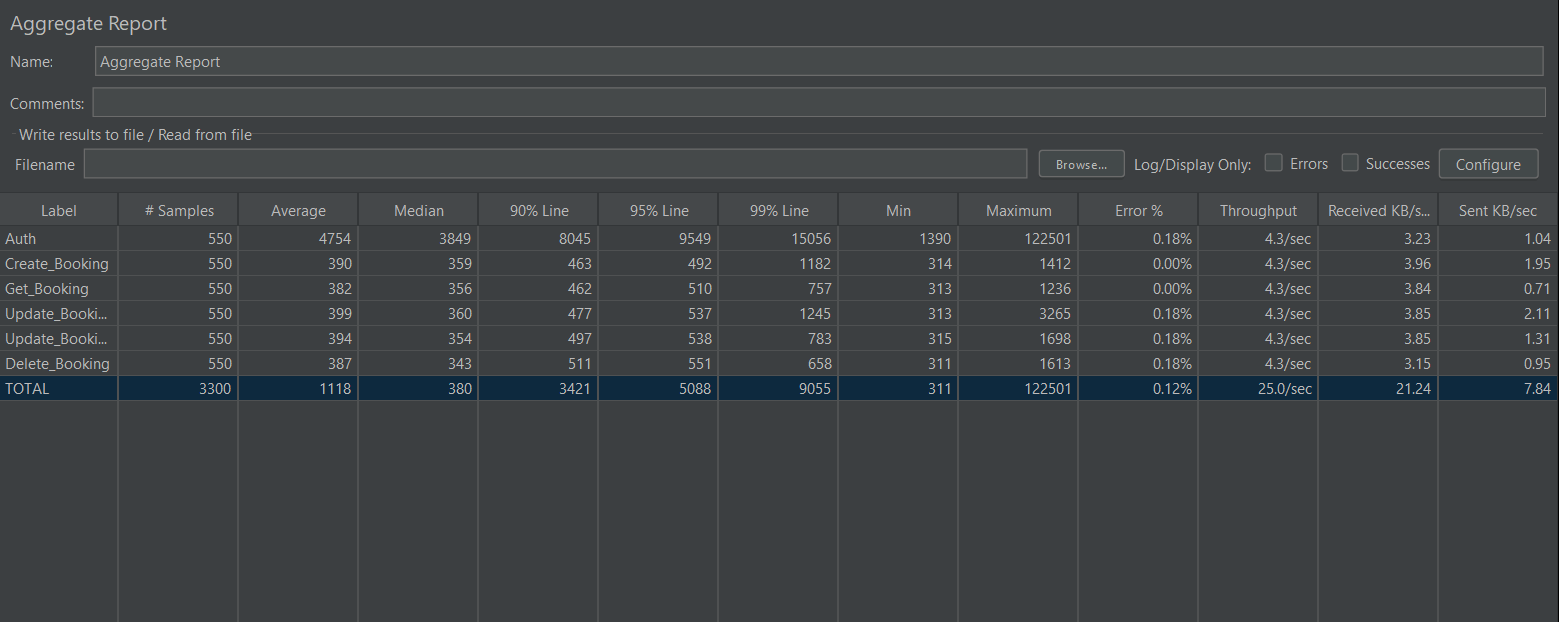 Aggregate Report
Name: Aggregate Report
Comments:
Write results to file / Read from file
Filename Browse... Log/Display Only: Errors Successes Configure
Label # Samples Average Median 90% Line 95% Line 99% Line Min Maximum Error % Throughput Received KB/s... Sent KB/sec
Auth 550 4754 3849 8045 9549 15056 1390 122501 0.18% 4.3/sec 3.23 1.04
Create_Booking 550 390 359 463 492 1182 314 1412 0.00% 4.3/sec 3.96 1.95
Get_Booking 550 382 356 462 510 757 313 1236 0.00% 4.3/sec 3.84 0.71
Update_Booki... 550 399 360 477 537 1245 313 3265 0.18% 4.3/sec 3.85 2.11
Update_Booki... 550 394 354 497 538 783 315 1698 0.18% 4.3/sec 3.85 1.31
Delete_Booking 550 387 343 511 551 658 311 1613 0.18% 4.3/sec 3.15 0.95
TOTAL 3300 1118 380 3421 5088 9055 311 122501 0.12% 25.0/sec 21.24 7.84